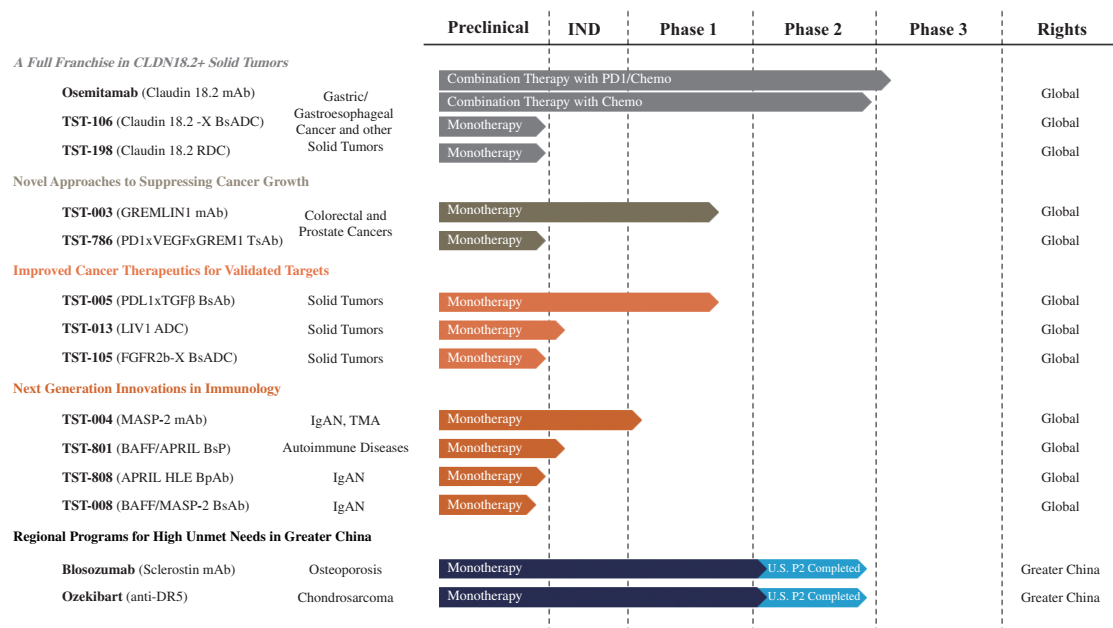 Preclinical IND Phase 1 Phase 2 Phase 3 Rights
A Full Franchise in CLDN18.2+ Solid Tumors
Osemitamab (Claudin 18.2 mAb)
TST-106 (Claudin 18.2 -X BsADC)
TST-198 (Claudin 18.2 RDC)
Gastric/
Gastroesophageal
Cancer and other
Solid Tumors
Combination Therapy with PD1/Chemo
Combination Therapy with Chemo
Monotherapy
Monotherapy
Global
Global
Global
Novel Approaches to Suppressing Cancer Growth
TST-003 (GREMLIN1 mAb)
TST-786 (PD1xVEGFxGREM1 TsAb)
Colorectal and
Prostate Cancers
Monotherapy
Monotherapy
Global
Global
Improved Cancer Therapeutics for Validated Targets
TST-005 (PDL1xTGFβ BsAb) Solid Tumors Monotherapy Global
TST-013 (LIV1 ADC) Solid Tumors Monotherapy Global
TST-105 (FGFR2b-X BsADC) Solid Tumors Monotherapy Global
Next Generation Innovations in Immunology
TST-004 (MASP-2 mAb) IgAN, TMA Monotherapy Global
TST-801 (BAFF/APRIL BsP) Autoimmune Diseases Monotherapy Global
TST-808 (APRIL HLE BpAb) IgAN Monotherapy Global
TST-008 (BAFF/MASP-2 BsAb) IgAN Monotherapy Global
Regional Programs for High Unmet Needs in Greater China
Blosozumab (Sclerostin mAb) Osteoporosis Monotherapy U.S. P2 Completed Greater China
Ozekibart (anti-DR5) Chondrosarcoma Monotherapy U.S. P2 Completed Greater China